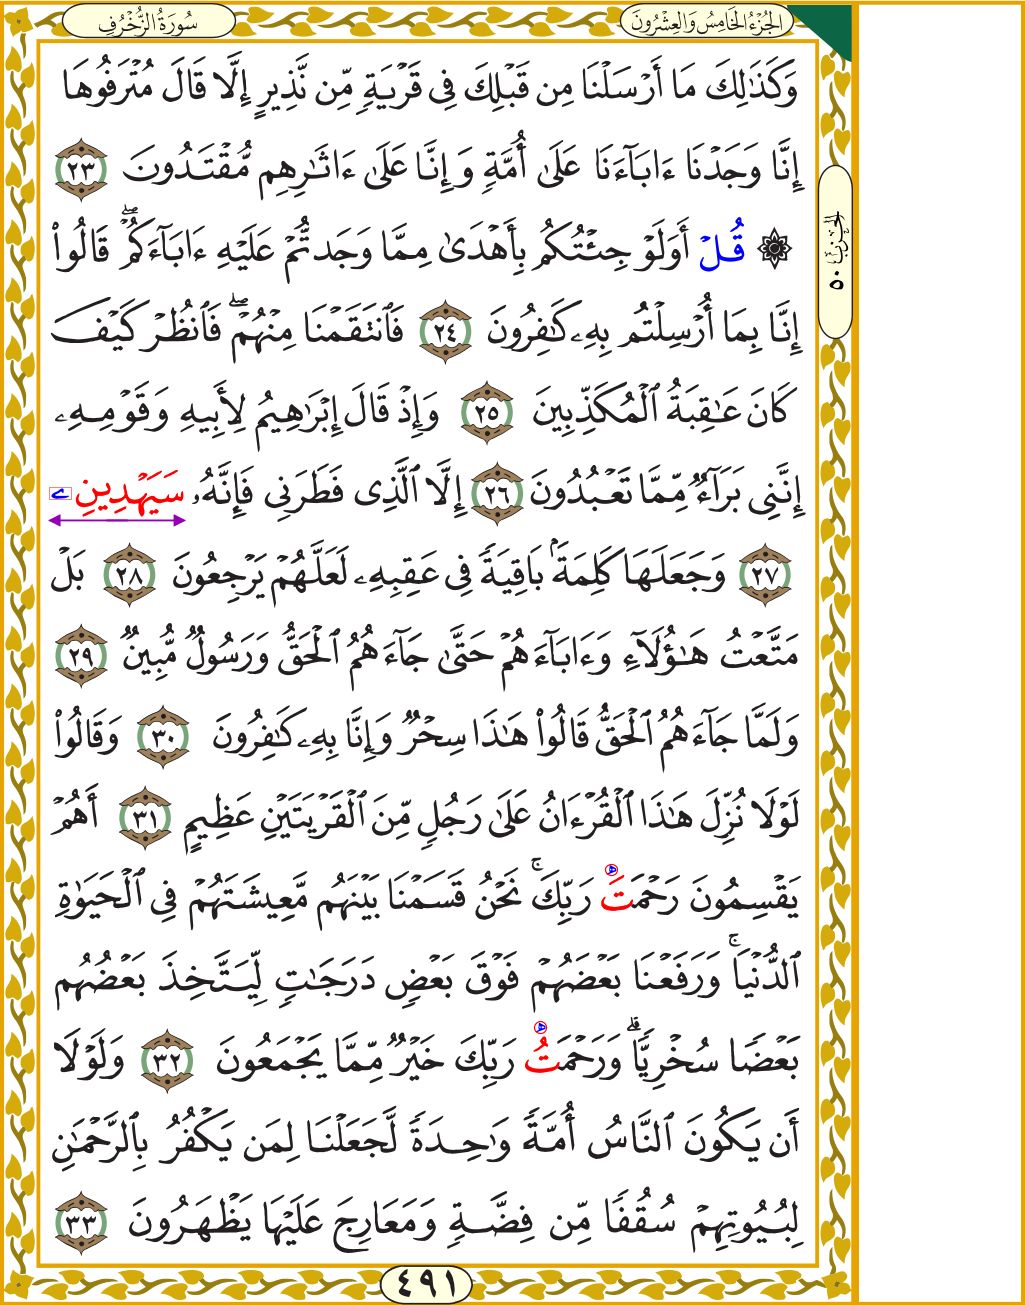 سُورَةُ الزُّخْرُفِ
الجُزْءُ الخَامِسُ وَالعِشْرُونَ
وَكَذَٰلِكَ مَا أَرۡسَلۡنَا مِن قَبۡلِكَ فِي قَرۡيَةٖ مِّن نَّذِيرٍ إِلَّا قَالَ مُتۡرَفُوهَا
إِنَّا وَجَدۡنَا ءَابَآءَنَا عَلَىٰ أُمَّةٖ وَإِنَّا عَلَىٰ ءَاثَٰرِهِم مُّقۡتَدُونَ ٢٣
۞ قُلۡ أَوَلَوۡ جِئۡتُكُم بِأَهۡدَىٰ مِمَّا وَجَدتُّمۡ عَلَيۡهِ ءَابَآءَكُمۡۖ قَالُواْ
إِنَّا بِمَا أُرۡسِلۡتُم بِهِۦ كَٰفِرُونَ ٢٤ فَٱنتَقَمۡنَا مِنۡهُمۡۖ فَٱنظُرۡ كَيۡفَ
كَانَ عَٰقِبَةُ ٱلۡمُكَذِّبِينَ ٢٥ وَإِذۡ قَالَ إِبۡرَٰهِيمُ لِأَبِيهِ وَقَوۡمِهِۦ
إِنَّنِي بَرَآءٞ مِّمَّا تَعۡبُدُونَ ٢٦ إِلَّا ٱلَّذِي فَطَرَنِي فَإِنَّهُۥ سَيَهۡدِينِۦ
٢٧ وَجَعَلَهَا كَلِمَةَۢ بَاقِيَةٗ فِي عَقِبِهِۦ لَعَلَّهُمۡ يَرۡجِعُونَ ٢٨ بَلۡ
مَتَّعۡتُ هَٰٓؤُلَآءِ وَءَابَآءَهُمۡ حَتَّىٰ جَآءَهُمُ ٱلۡحَقُّ وَرَسُولٞ مُّبِينٞ ٢٩
وَلَمَّا جَآءَهُمُ ٱلۡحَقُّ قَالُواْ هَٰذَا سِحۡرٞ وَإِنَّا بِهِۦ كَٰفِرُونَ ٣٠ وَقَالُواْ
لَوۡلَا نُزِّلَ هَٰذَا ٱلۡقُرۡءَانُ عَلَىٰ رَجُلٖ مِّنَ ٱلۡقَرۡيَتَيۡنِ عَظِيمٍ ٣١ أَهُمۡ
يَقۡسِمُونَ رَحۡمَتَ رَبِّكَۚ نَحۡنُ قَسَمۡنَا بَيۡنَهُم مَّعِيشَتَهُمۡ فِي ٱلۡحَيَوٰةِ
ٱلدُّنۡيَاۚ وَرَفَعۡنَا بَعۡضَهُمۡ فَوۡقَ بَعۡضٖ دَرَجَٰتٖ لِّيَتَّخِذَ بَعۡضُهُم
بَعۡضٗا سُخۡرِيّٗاۗ وَرَحۡمَتُ رَبِّكَ خَيۡرٞ مِّمَّا يَجۡمَعُونَ ٣٢ وَلَوۡلَا
أَن يَكُونَ ٱلنَّاسُ أُمَّةٗ وَٰحِدَةٗ لَّجَعَلۡنَا لِمَن يَكۡفُرُ بِٱلرَّحۡمَٰنِ
لِبُيُوتِهِمۡ سُقُفٗا مِّن فِضَّةٖ وَمَعَارِجَ عَلَيۡهَا يَظۡهَرُونَ ٣٣
الحزب ٥٠
٤٩١